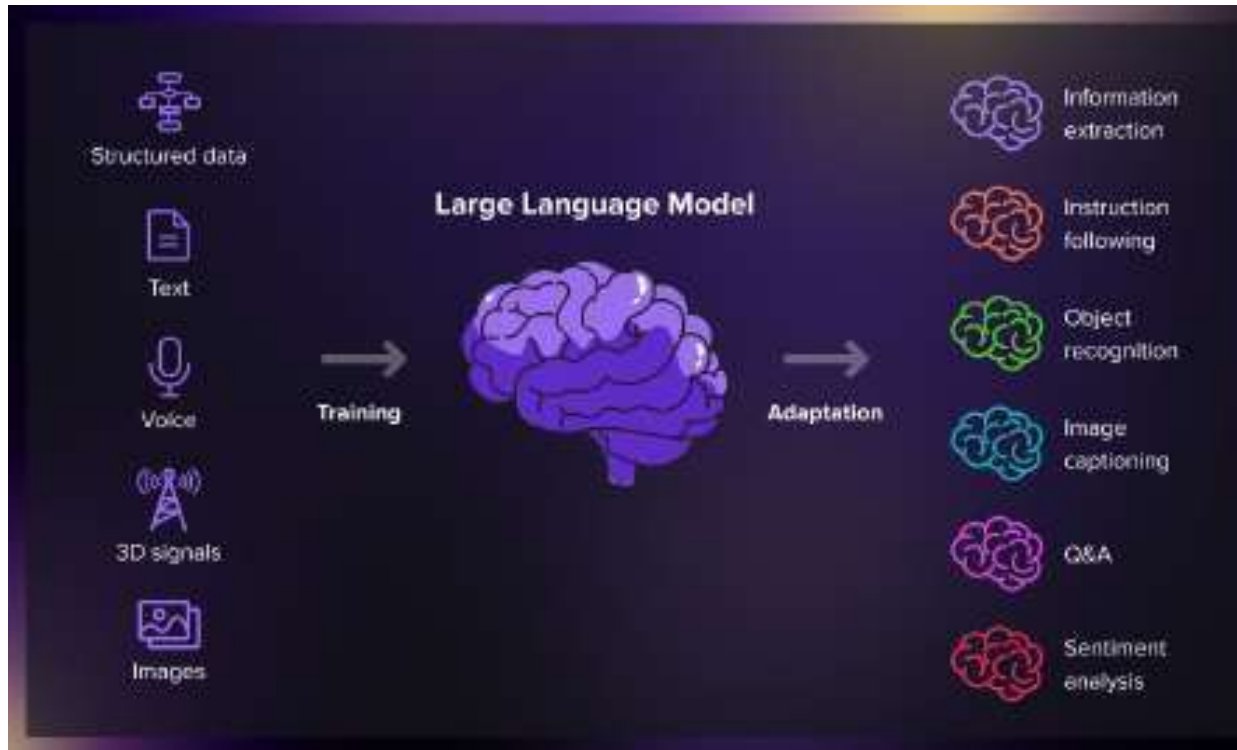 Structured data
Text
Voice
3D signals
Images
Training
Large Language Model
Adaptation
Information
extraction
Instruction
following
Object
recognition
Image
captioning
Q&A
Sentiment
analysis